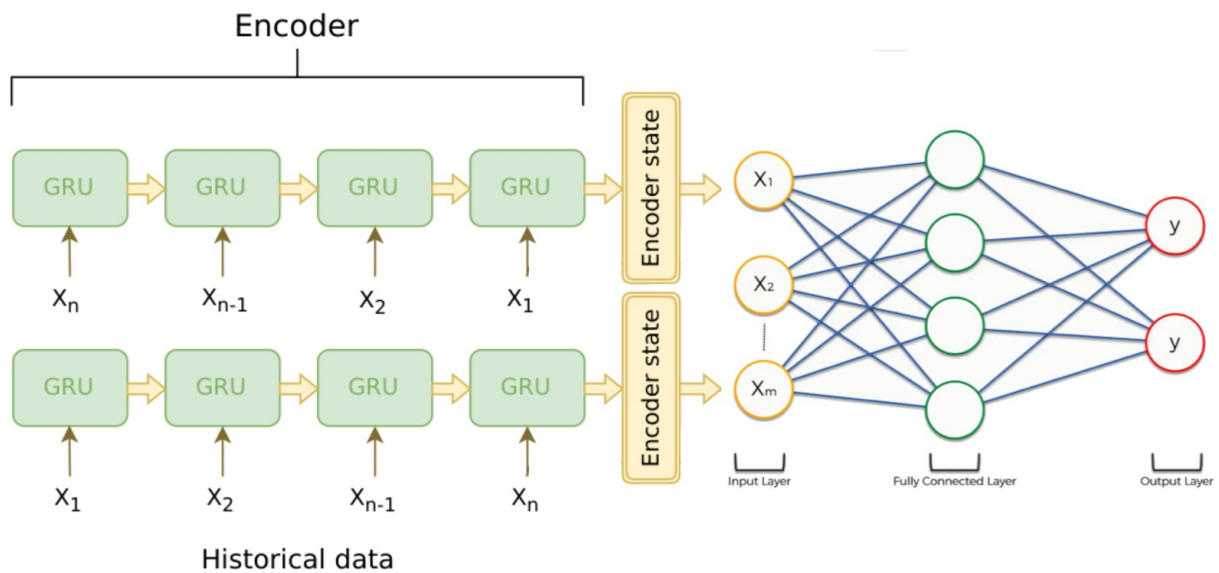 Encoder
GRU GRU GRU GRU
Encoder state
Xn Xn-1 X2 X1
GRU GRU GRU GRU
Encoder state
X1 X2 Xn-1 Xn
Historical data
X1
X2
Xm
y
y
Input Layer
Fully Connected Layer
Output Layer